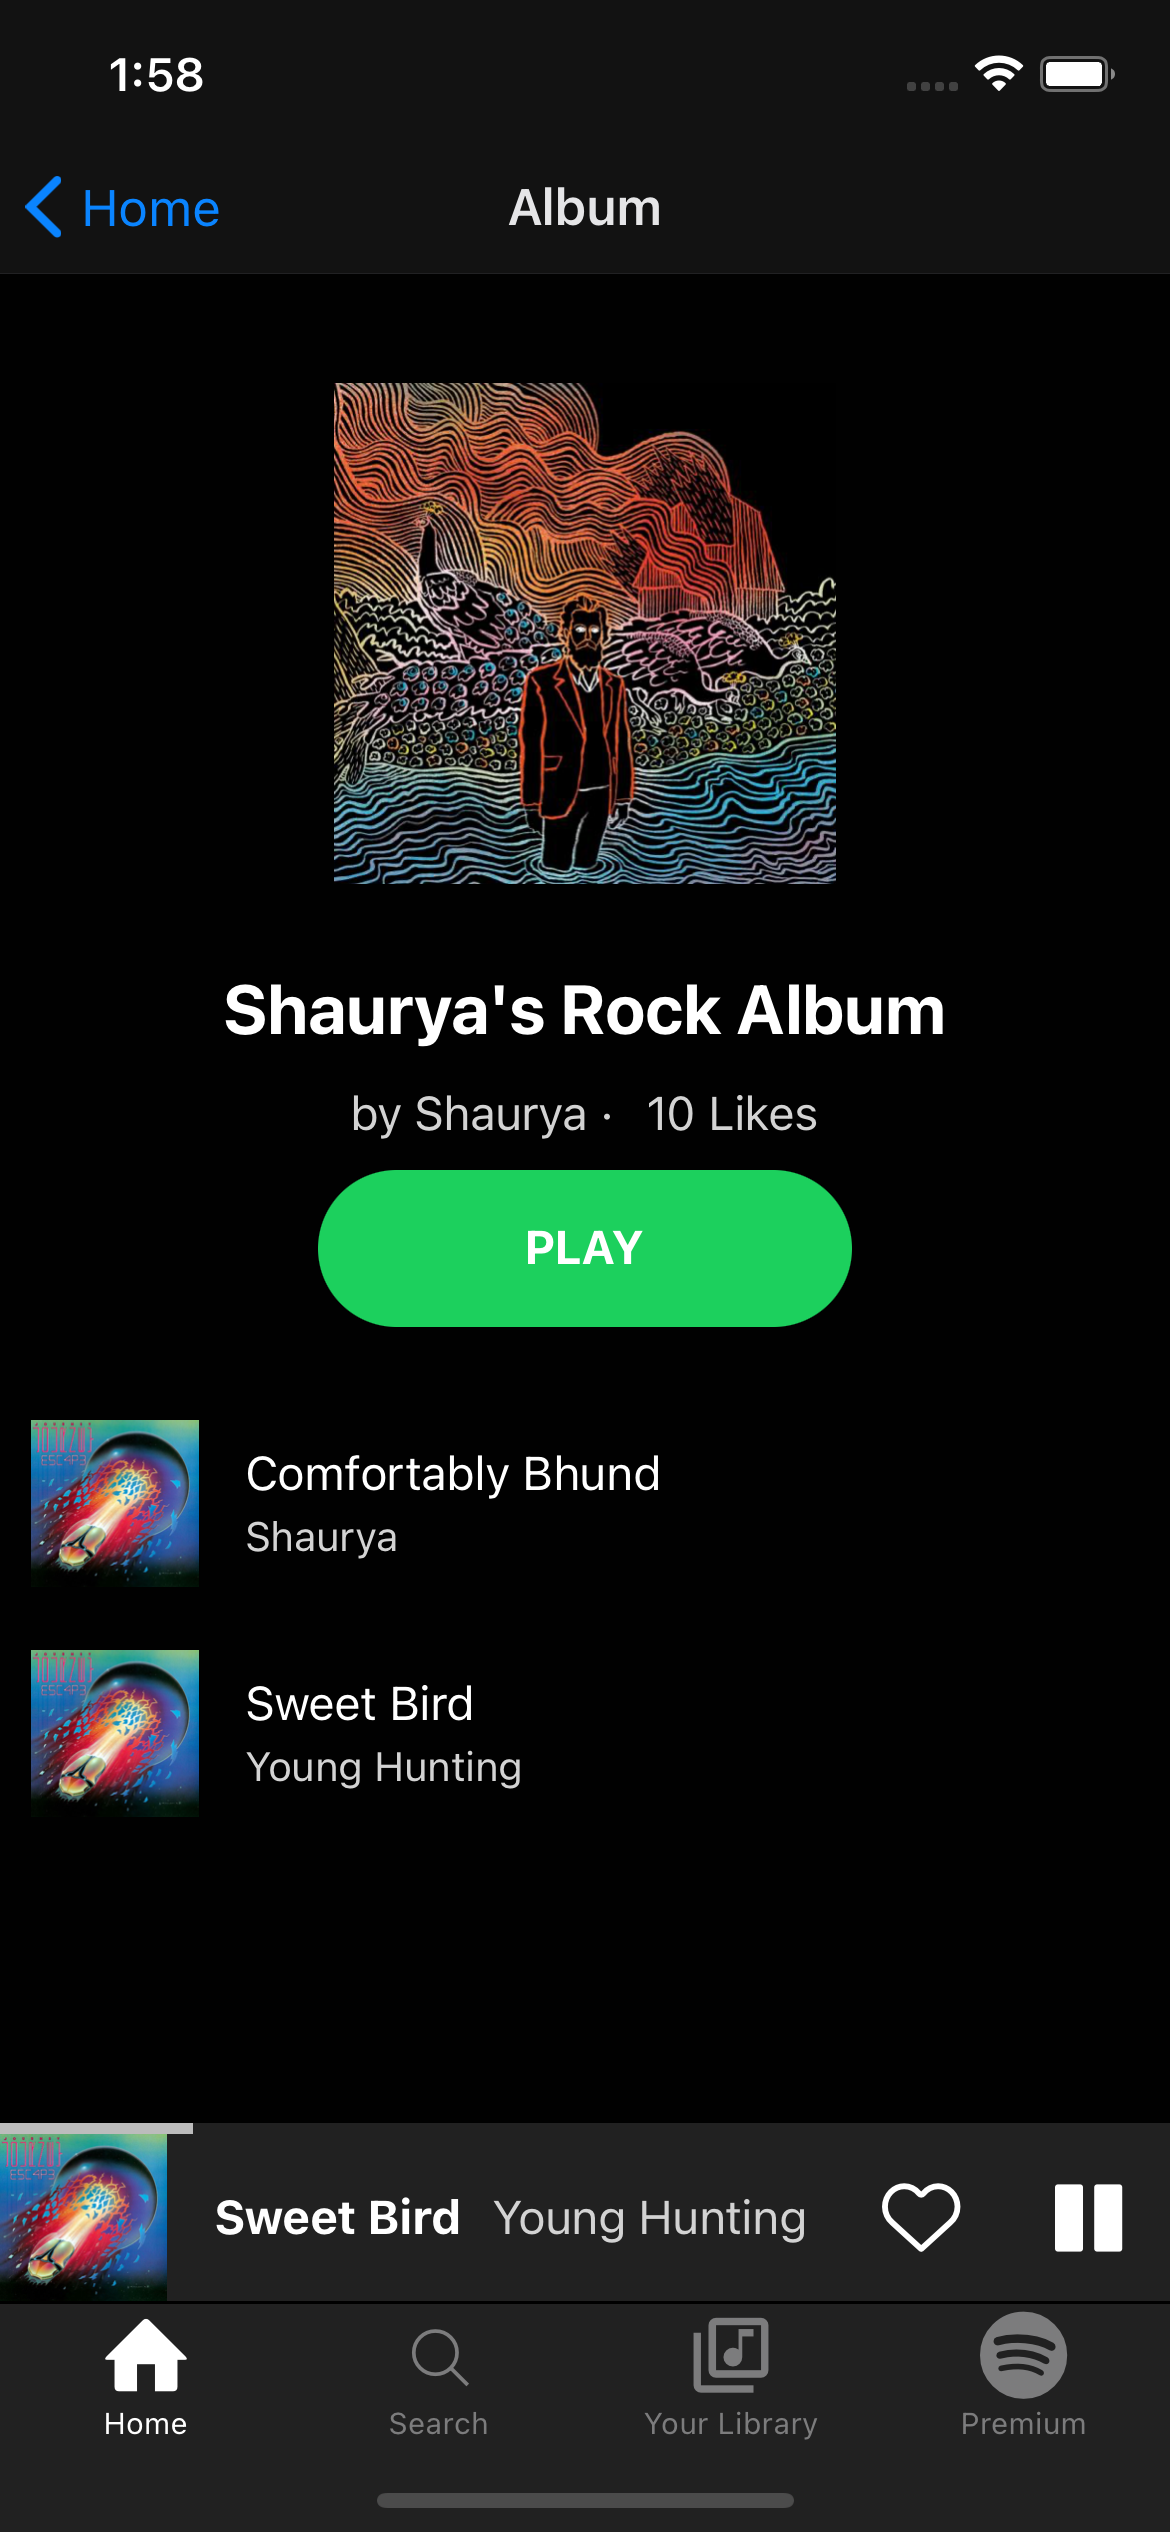 1:58
Home
Album
Shaurya's Rock Album
by Shaurya · 10 Likes
PLAY
Comfortably Bhund
Shaurya
Sweet Bird
Young Hunting
Sweet Bird Young Hunting
Home
Search
Your Library
Premium